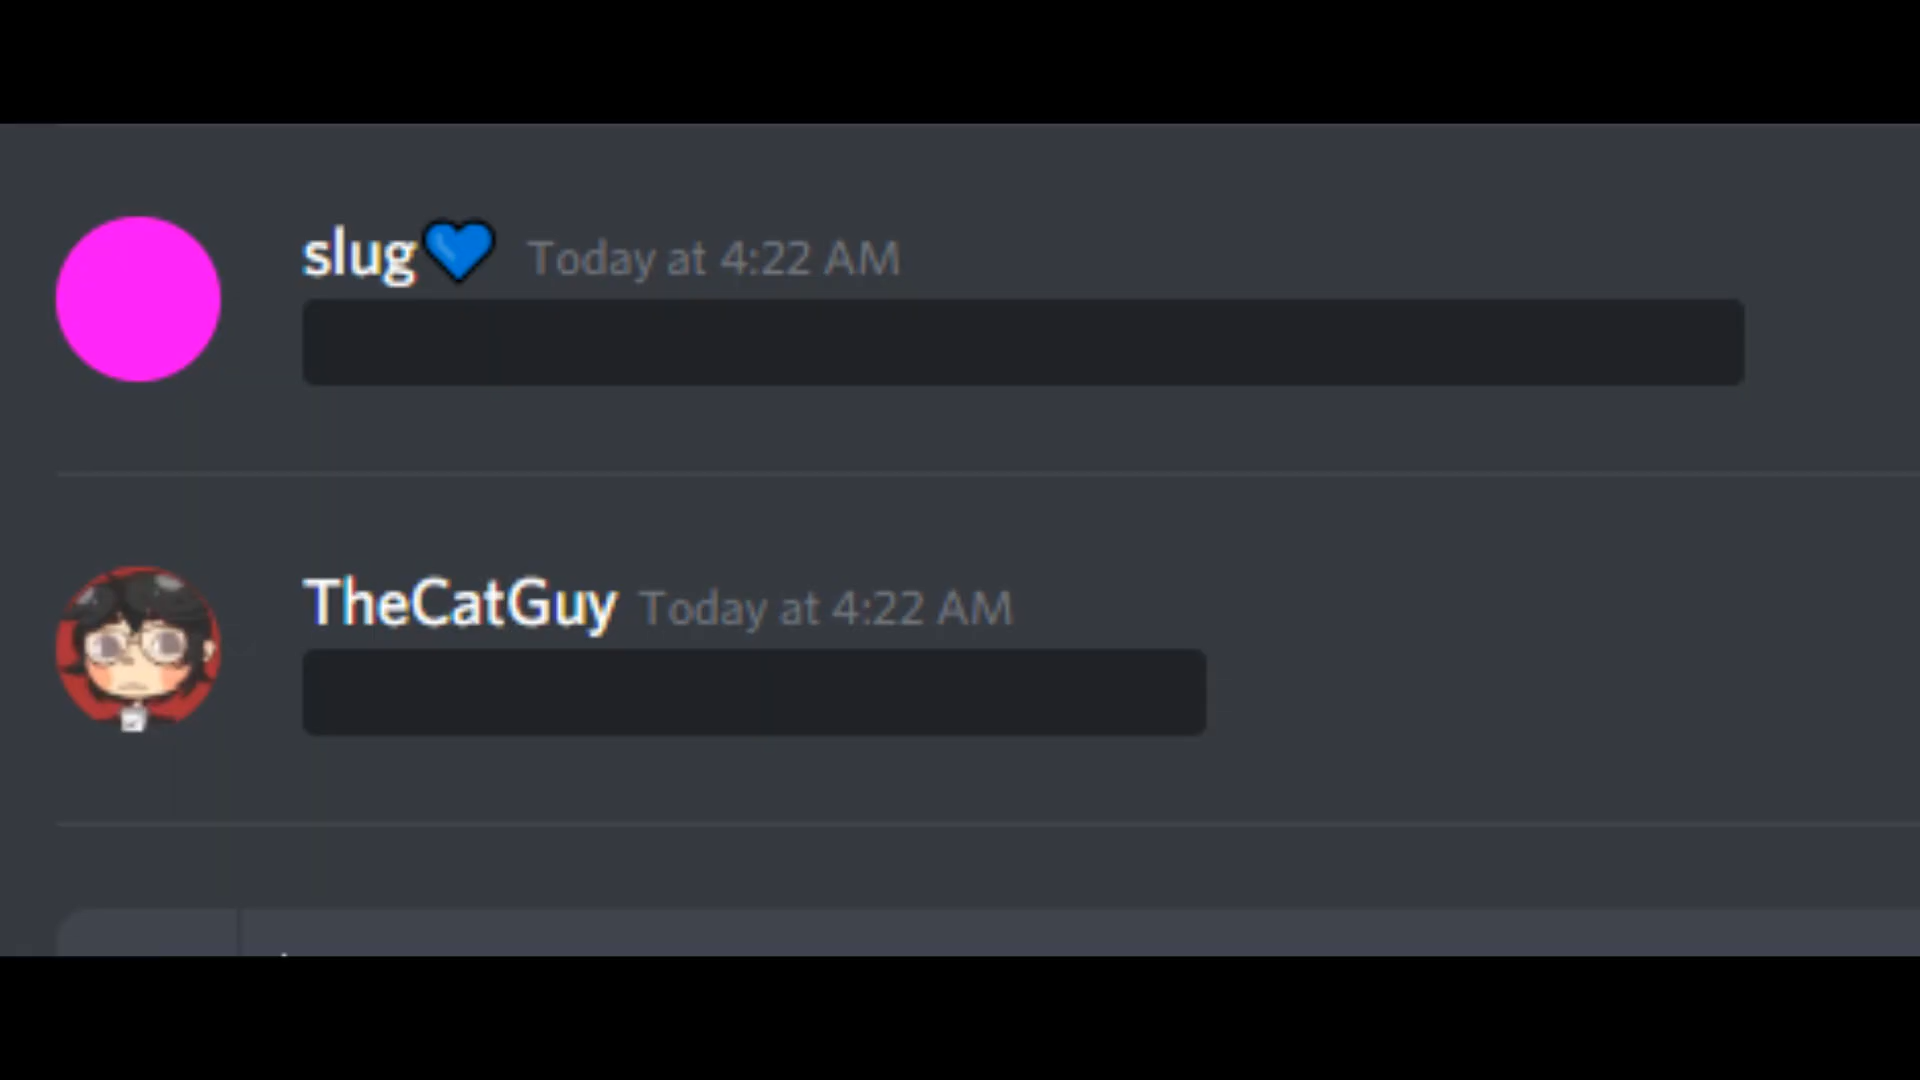 slug💙 Today at 4:22 AM
TheCatGuy Today at 4:22 AM